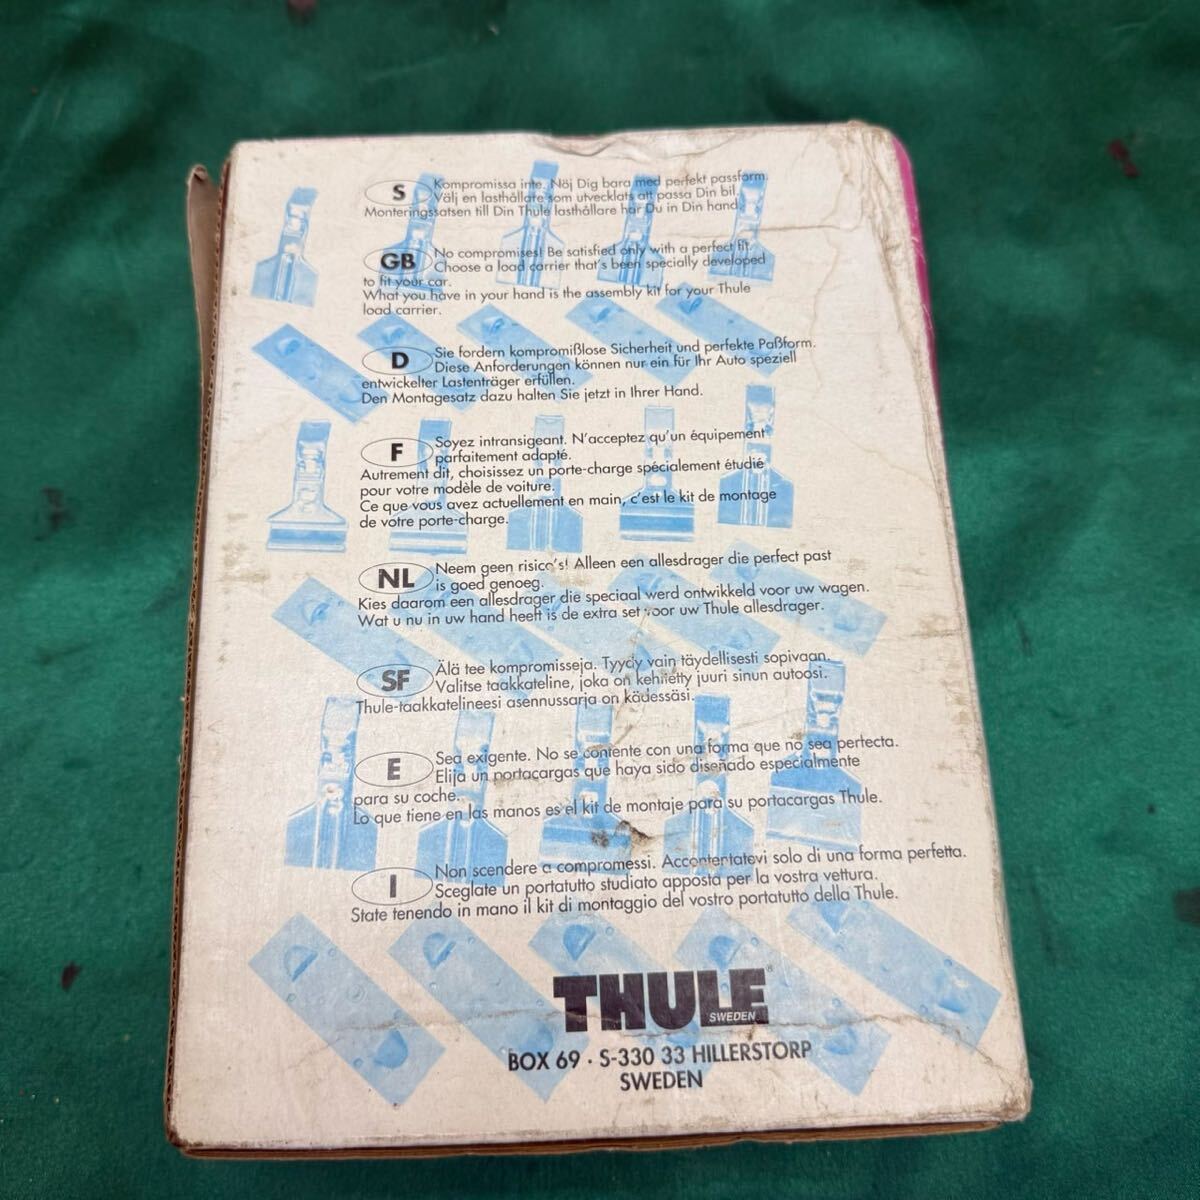 S Kompromissa inte. Nöj Dig bara med perfekt passform.
Välj en lasthållare som utvecklats att passa Din bil.
Monteringssatsen till Din Thule lasthållare har Du i Din hand.
GB No compromises! Be satisfied only with a perfect fit.
Choose a load carrier that's been specially developed
to fit your car.
What you have in your hand is the assembly kit for your Thule
load carrier.
D Sie fordern kompromißlose Sicherheit und perfekte Paßform.
Diese Anforderungen können nur ein für Ihr Auto speziell
entwickelter Lastenträger erfüllen.
Den Montagesatz dazu halten Sie jetzt in Ihrer Hand.
F Soyez intransigeant. N'acceptez qu'un équipement
parfaitement adapté.
Autrement dit, choisissez un porte-charge spécialement étudié
pour votre modèle de voiture.
Ce que vous avez actuellement en main, c'est le kit de montage
de votre porte-charge.
NL Neem geen risico's! Alleen een allesdrager die perfect past
is goed genoeg.
Kies daarom een allesdrager die speciaal werd ontwikkeld voor uw wagen.
Wat u nu in uw hand heeft is de extra set voor uw Thule allesdrager.
SF Älä tee kompromisseja. Tyydy vain täydellisesti sopivaan.
Valitse taakkateline, joka on kehitetty juuri sinun autoosi.
Thule-taakkatelineesi asennussarja on kädessäsi.
E Sea exigente. No se contente con una forma que no sea perfecta.
Elija un portacargas que haya sido diseñado especialmente
para su coche.
Lo que tiene en las manos es el kit de montaje para su portacargas Thule.
I Non scendere a compromessi. Accontentatevi solo di una forma perfetta.
Sceglate un portatutto studiato apposta per la vostra vettura.
State tenendo in mano il kit di montaggio del vostro portatutto della Thule.
THULE®
SWEDEN
BOX 69 · S-330 33 HILLERSTORP
SWEDEN